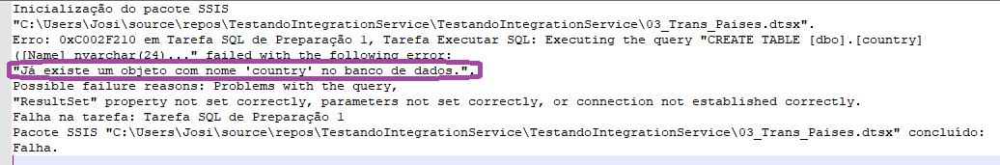 Inicialização do pacote SSIS
"C:\Users\Josi\source\repos\TestandoIntegrationService\TestandoIntegrationService\03_Trans_Paises.dtsx".
Erro: 0xC002F210 em Tarefa SQL de Preparação 1, Tarefa Executar SQL: Executing the query "CREATE TABLE [dbo].[country]
([Name] nvarchar(24)..." failed with the following error:
"Já existe um objeto com nome 'country' no banco de dados.".
Possible failure reasons: Problems with the query,
"ResultSet" property not set correctly, parameters not set correctly, or connection not established correctly.
Falha na tarefa: Tarefa SQL de Preparação 1
Pacote SSIS "C:\Users\Josi\source\repos\TestandoIntegrationService\TestandoIntegrationService\03_Trans_Paises.dtsx" concluído:
Falha.